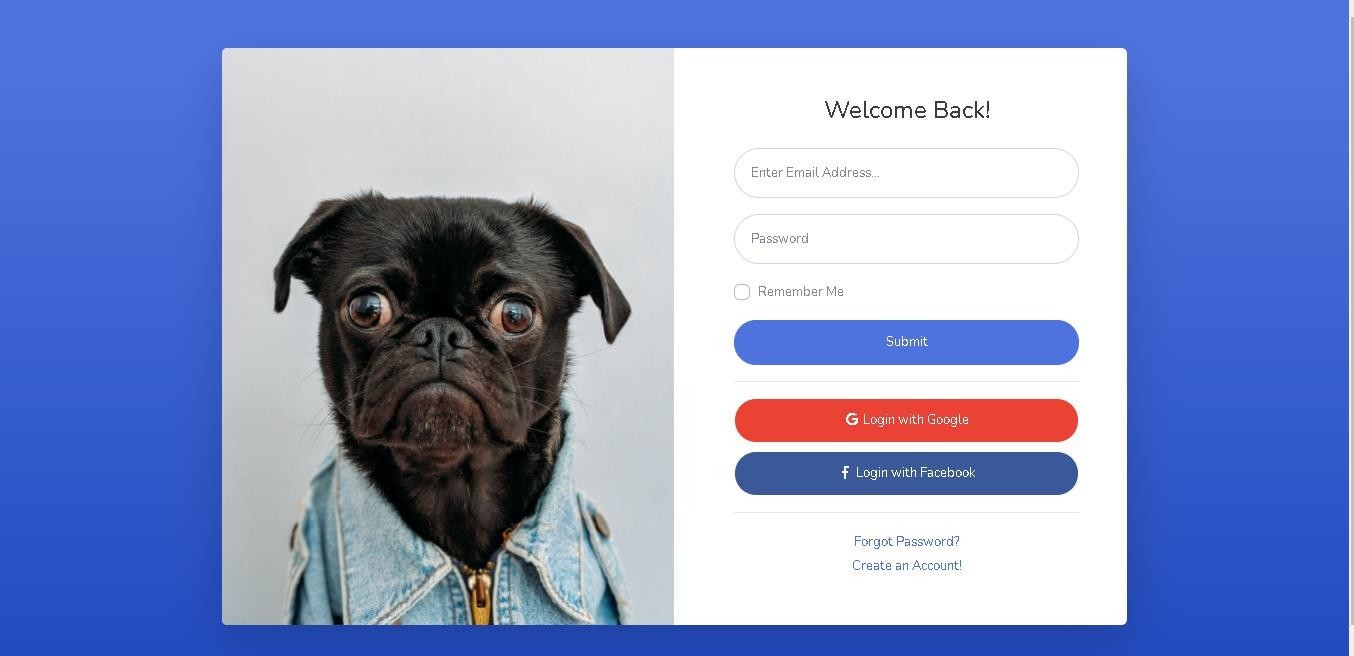 Welcome Back!
Enter Email Address...
Password
Remember Me
Submit
Login with Google
Login with Facebook
Forgot Password?
Create an Account!